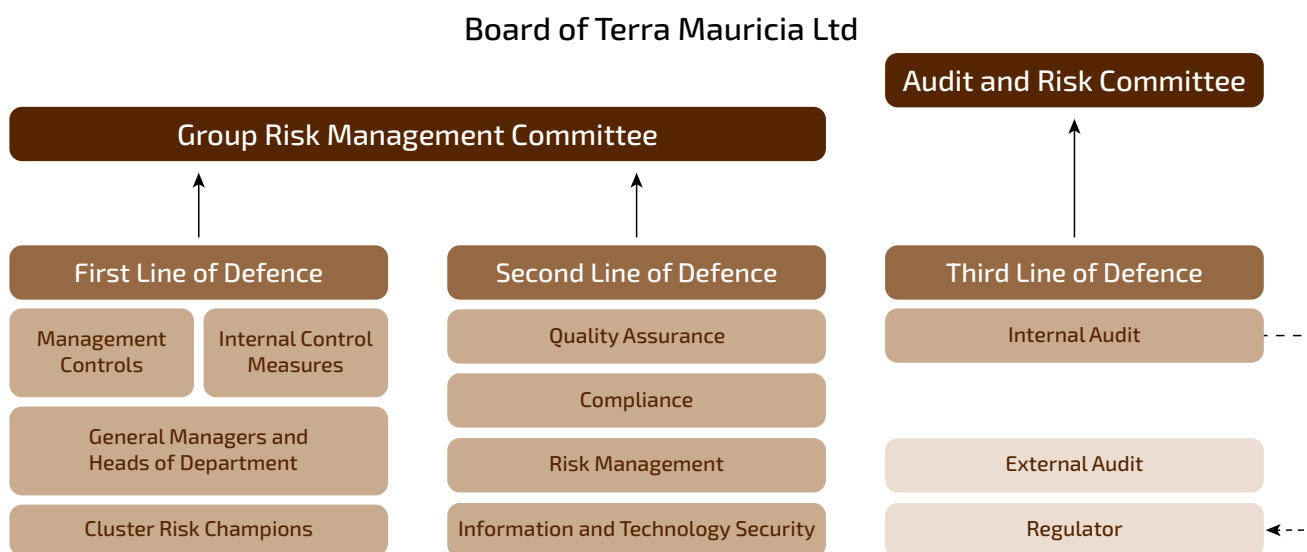 Board of Terra Mauricia Ltd
Audit and Risk Committee
Group Risk Management Committee
First Line of Defence
Management
Controls
Internal Control
Measures
General Managers and
Heads of Department
Cluster Risk Champions
Second Line of Defence
Quality Assurance
Compliance
Risk Management
Information and Technology Security
Third Line of Defence
Internal Audit
External Audit
Regulator